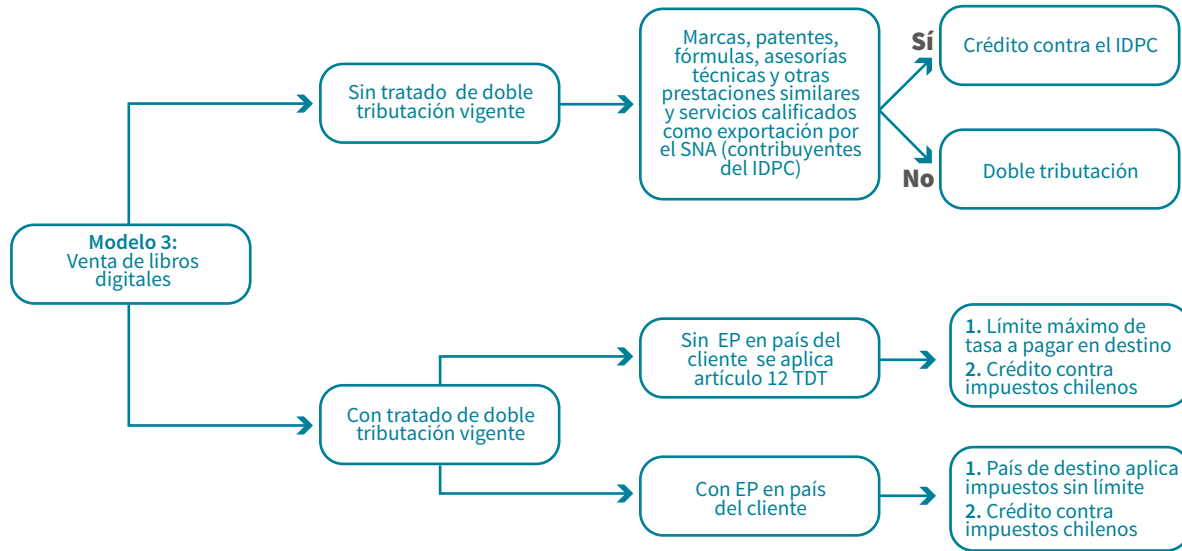 Modelo 3:
Venta de libros
digitales
Sin tratado de doble
tributación vigente
Marcas, patentes,
fórmulas, asesorías
técnicas y otras
prestaciones similares
y servicios calificados
como exportación por
el SNA (contribuyentes
del IDPC)
Sí
Crédito contra el IDPC
No
Doble tributación
Con tratado de doble
tributación vigente
Sin EP en país del
cliente se aplica
artículo 12 TDT
1. Límite máximo de
tasa a pagar en destino
2. Crédito contra
impuestos chilenos
Con EP en país
del cliente
1. País de destino aplica
impuestos sin límite
2. Crédito contra
impuestos chilenos